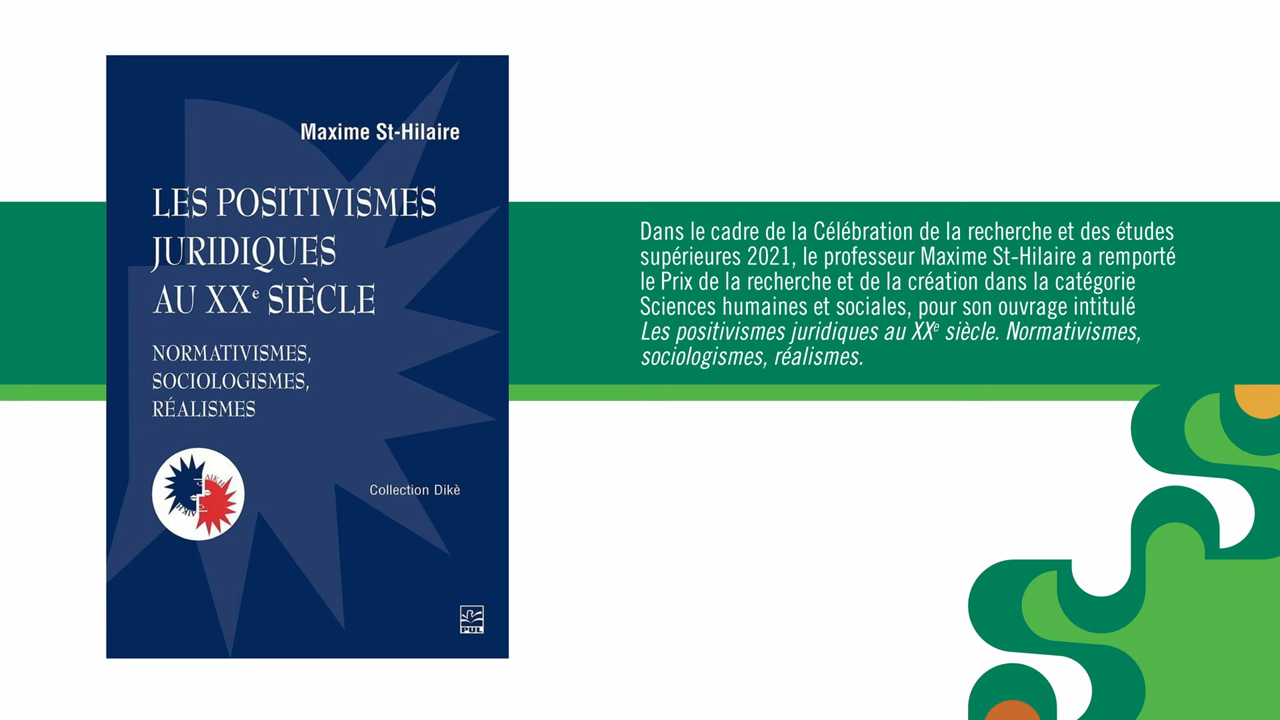 Maxime St-Hilaire
LES POSITIVISMES
JURIDIQUES
AU XXe SIÈCLE
NORMATIVISMES,
SOCIOLOGISMES,
RÉALISMES
Collection Dikè
PUL
Dans le cadre de la Célébration de la recherche et des études
supérieures 2021, le professeur Maxime St-Hilaire a remporté
le Prix de la recherche et de la création dans la catégorie
Sciences humaines et sociales, pour son ouvrage intitulé
Les positivismes juridiques au XXe siècle. Normativismes,
sociologismes, réalismes.